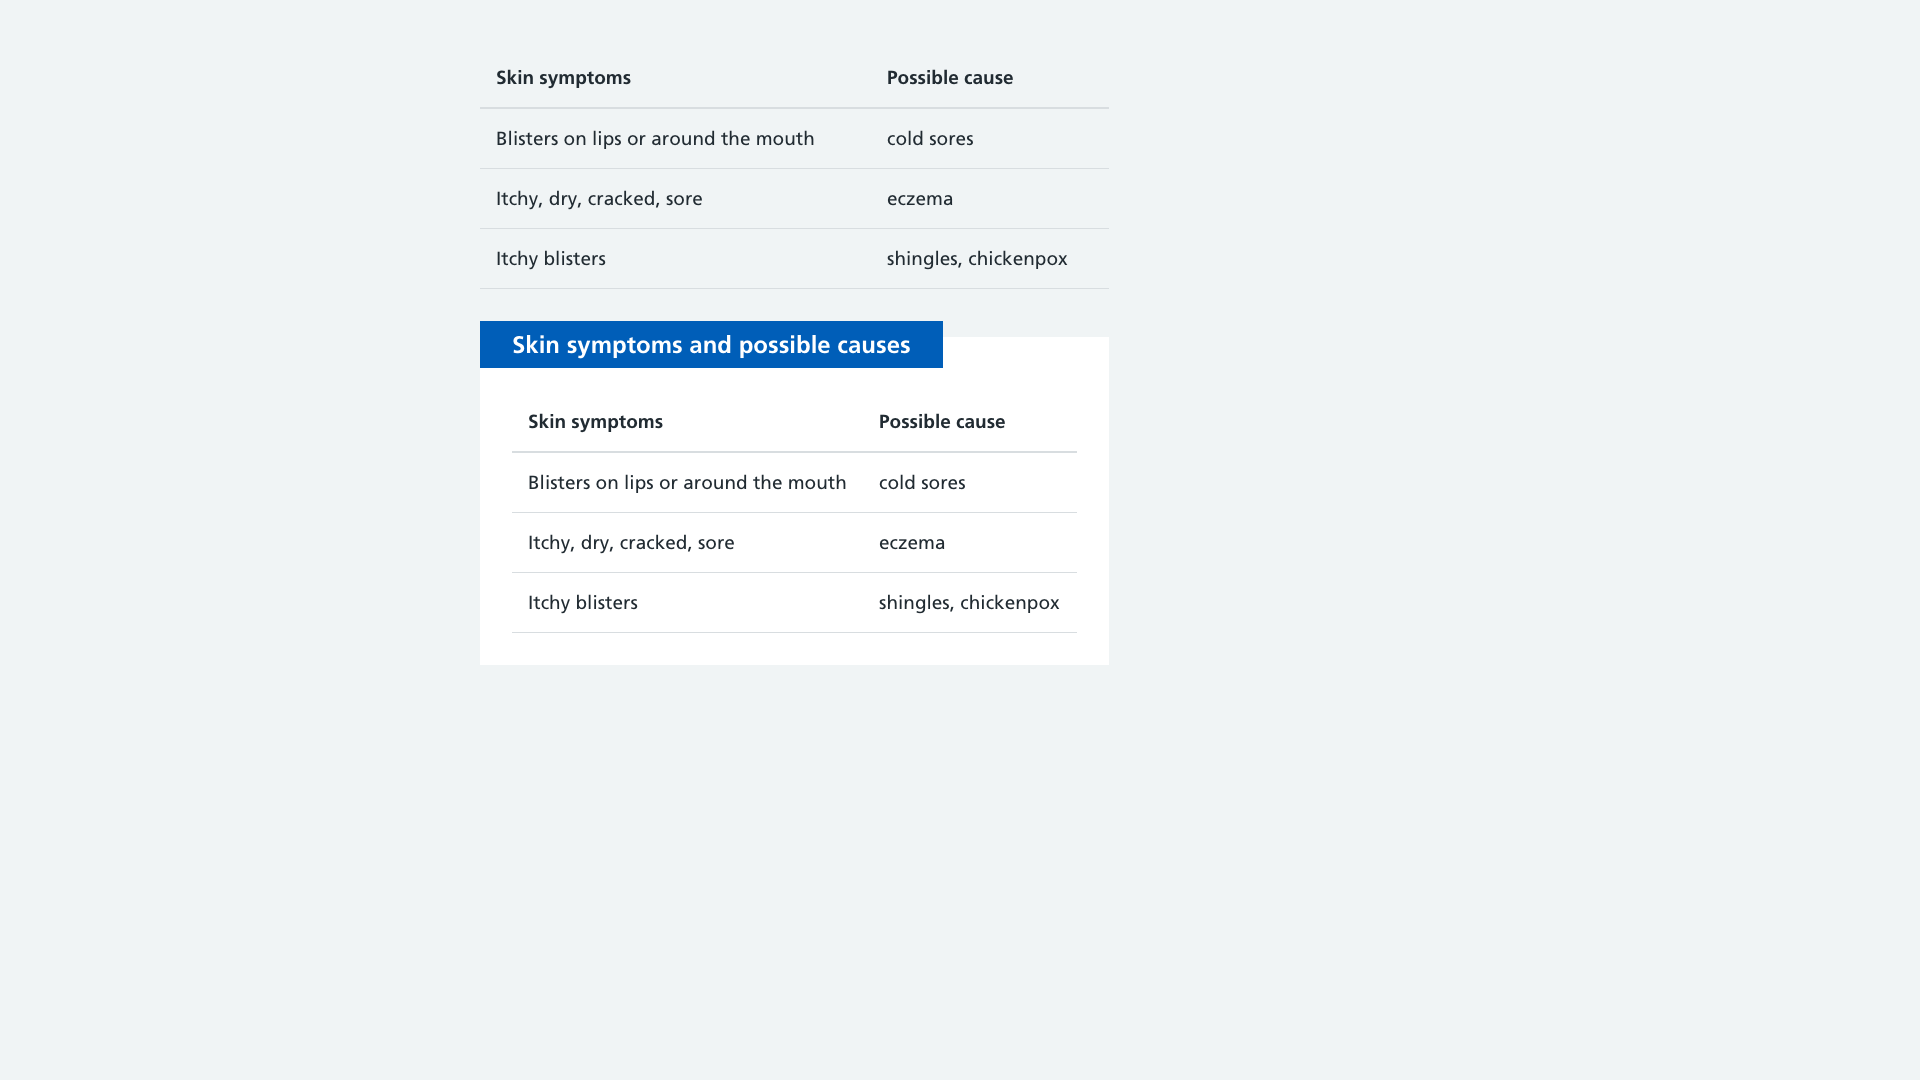 Skin symptoms Possible cause
Blisters on lips or around the mouth cold sores
Itchy, dry, cracked, sore eczema
Itchy blisters shingles, chickenpox
Skin symptoms and possible causes
Skin symptoms Possible cause
Blisters on lips or around the mouth cold sores
Itchy, dry, cracked, sore eczema
Itchy blisters shingles, chickenpox